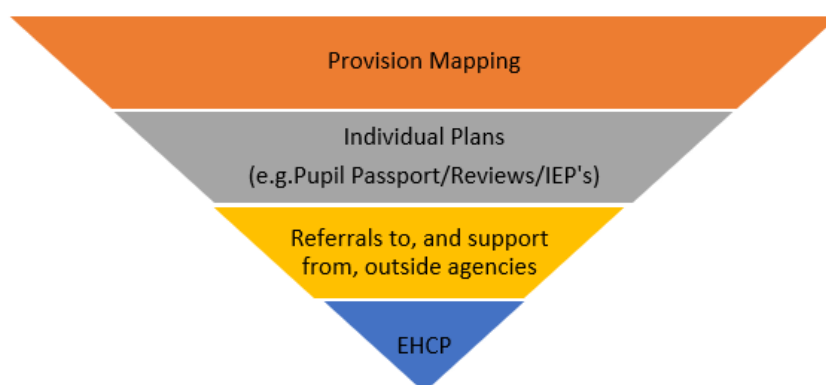 Provision Mapping
Individual Plans
(e.g.Pupil Passport/Reviews/IEP's)
Referrals to, and support
from, outside agencies
EHCP